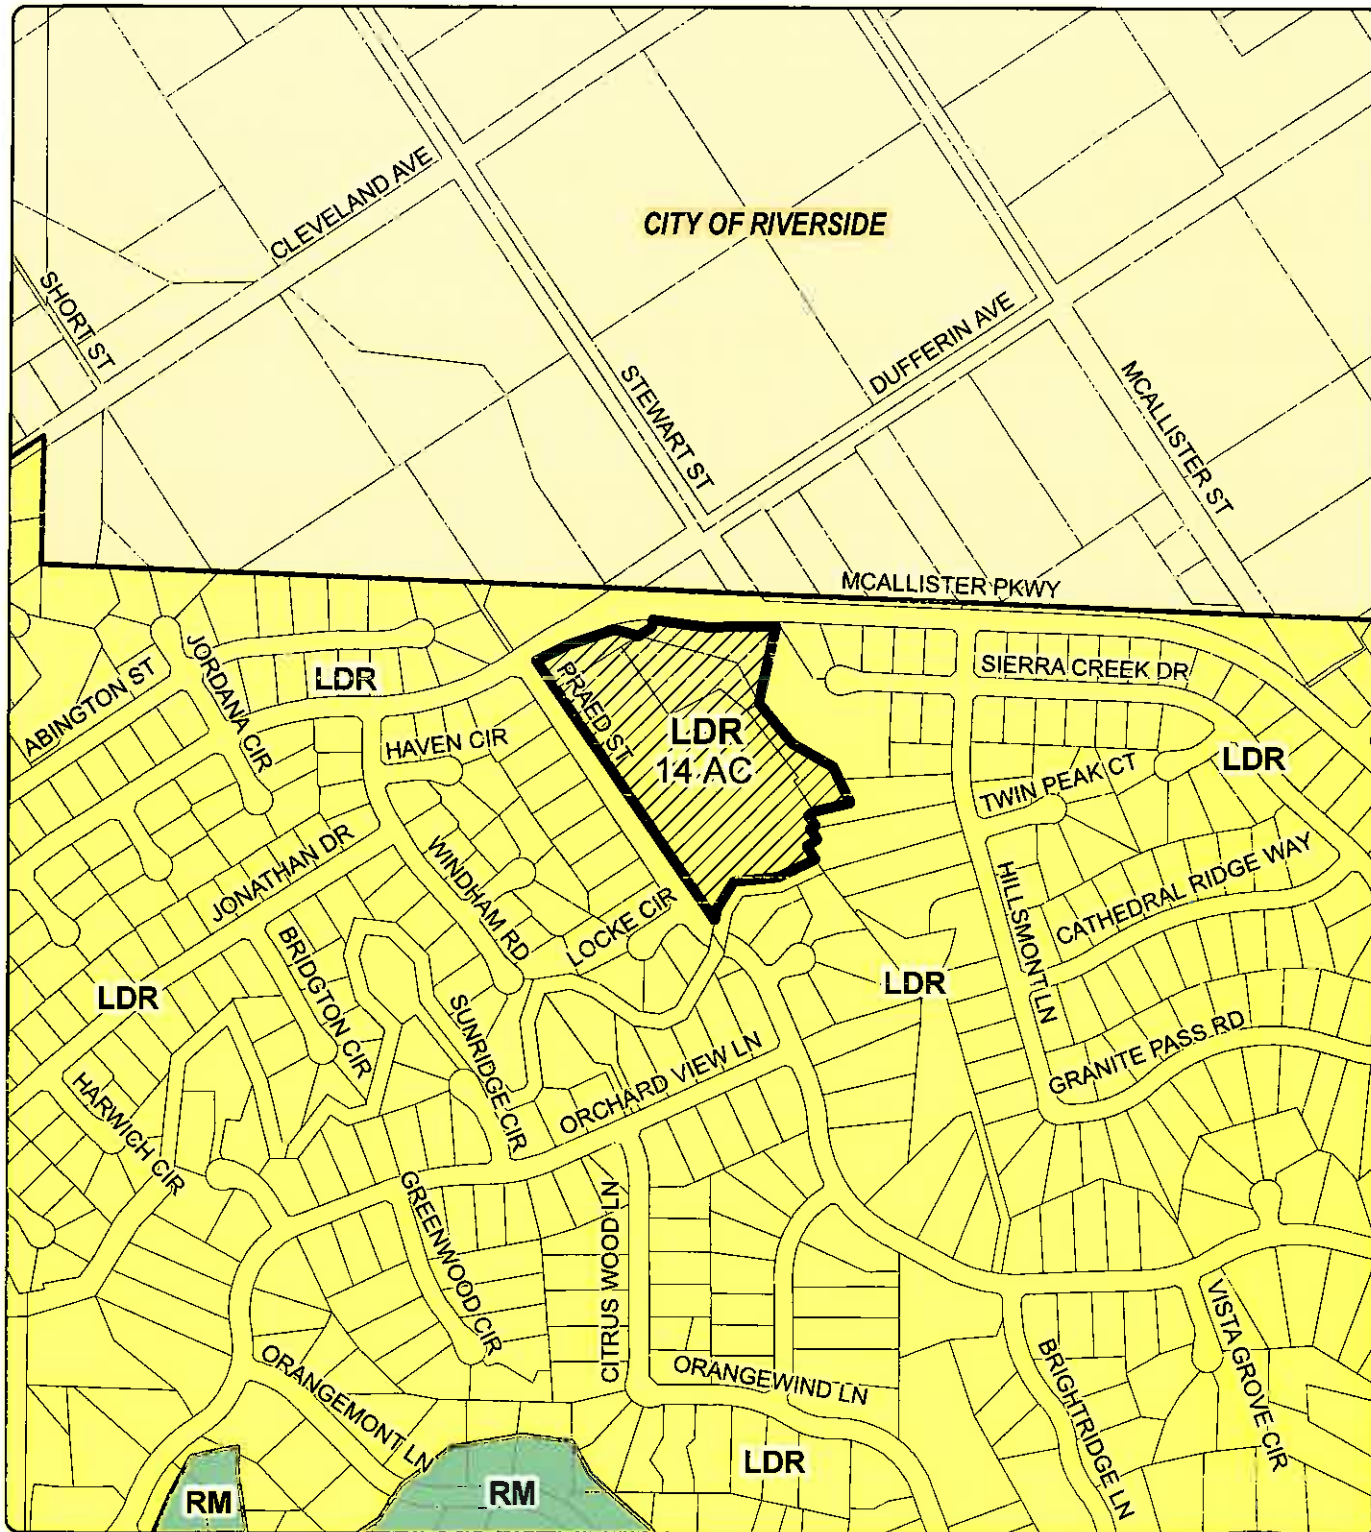 CITY OF RIVERSIDE
CLEVELAND AVE
SHORT ST
STEWART ST
DUFFERIN AVE
MCALLISTER ST
MCALLISTER PKWY
ABINGTON ST
JORDANA CIR
LDR
PRAED ST
SIERRA CREEK DR
HAVEN CIR
LDR
14 AC
LDR
TWIN PEAK CT
JONATHAN DR
WINDHAM RD
HILLSMONT LN
CATHEDRAL RIDGE WAY
LOCKE CIR
BRIDGTON CIR
LDR
LDR
SUNRIDGE CIR
ORCHARD VIEW LN
GRANITE PASS RD
HARWICH CIR
GREENWOOD CIR
CITRUS WOOD LN
ORANGEMONT LN
ORANGEWIND LN
BRIGHTRIDGE LN
VISTA GROVE CIR
LDR
RM
RM